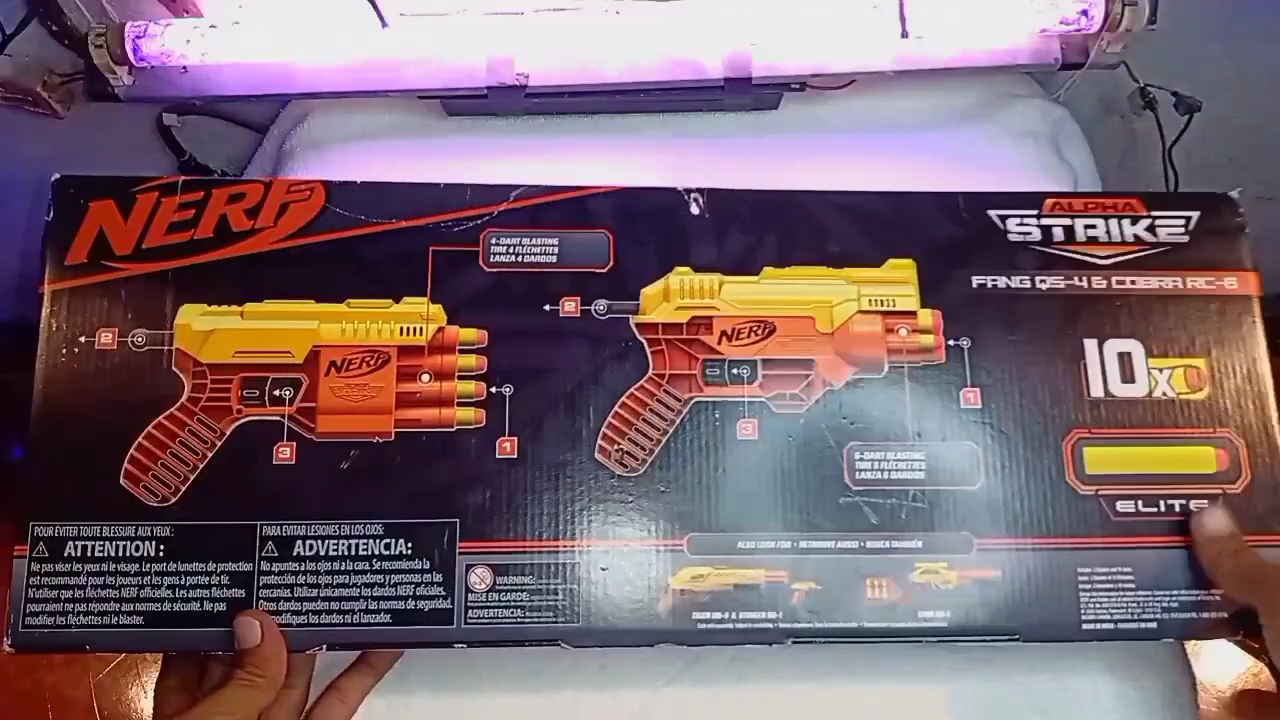 NERF
ALPHA
STRIKE
FANG QS-4 & COBRA RC-6
4-DART BLASTING
TIRE 4 FLÉCHETTES
LANZA 4 DARDOS
2
NERF
3
1
2
NERF
3
1
6-DART BLASTING
TIRE 6 FLÉCHETTES
LANZA 6 DARDOS
10X
ELITE
POUR ÉVITER TOUTE BLESSURE AUX YEUX :
ATTENTION :
Ne pas viser les yeux ni le visage. Le port de lunettes de protection
est recommandé pour les joueurs et les gens à portée de tir.
N'utiliser que les fléchettes NERF officielles. Les autres fléchettes
pourraient ne pas répondre aux normes de sécurité. Ne pas
modifier les fléchettes ni le blaster.
PARA EVITAR LESIONES EN LOS OJOS:
ADVERTENCIA:
No apuntes a los ojos ni a la cara. Se recomienda la
protección de los ojos para jugadores y personas en las
cercanías. Utilizar únicamente los dardos NERF oficiales.
Otros dardos pueden no cumplir las normas de seguridad.
modifiques los dardos ni el lanzador.
WARNING:
MISE EN GARDE:
ADVERTENCIA:
ALSO LOOK FOR • RETROUVE AUSSI • BUSCA TAMBIÉN